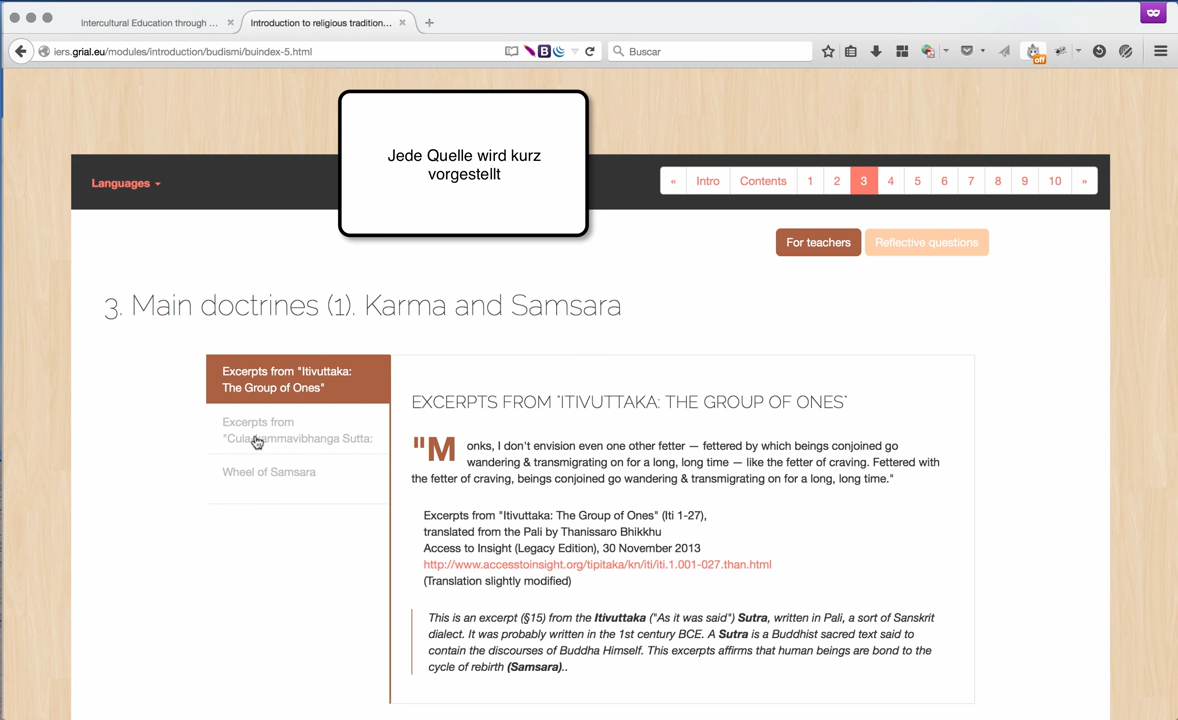 Intercultural Education through ...
Introduction to religious tradition...
iers.grial.eu/modules/introduction/budismi/buindex-5.html
Buscar
off
Jede Quelle wird kurz
vorgestellt
Languages
« Intro Contents 1 2 3 4 5 6 7 8 9 10 »
For teachers
Reflective questions
3. Main doctrines (1). Karma and Samsara
Excerpts from "Itivuttaka:
The Group of Ones"
Excerpts from
"Cula kammavibhanga Sutta:
Wheel of Samsara
EXCERPTS FROM "ITIVUTTAKA: THE GROUP OF ONES"
"Monks, I don't envision even one other fetter — fettered by which beings conjoined go
wandering & transmigrating on for a long, long time — like the fetter of craving. Fettered with
the fetter of craving, beings conjoined go wandering & transmigrating on for a long, long time."
Excerpts from "Itivuttaka: The Group of Ones" (Iti 1-27),
translated from the Pali by Thanissaro Bhikkhu
Access to Insight (Legacy Edition), 30 November 2013
http://www.accesstoinsight.org/tipitaka/kn/iti/iti.1.001-027.than.html
(Translation slightly modified)
This is an excerpt (§15) from the Itivuttaka ("As it was said") Sutra, written in Pali, a sort of Sanskrit
dialect. It was probably written in the 1st century BCE. A Sutra is a Buddhist sacred text said to
contain the discourses of Buddha Himself. This excerpts affirms that human beings are bond to the
cycle of rebirth (Samsara)..